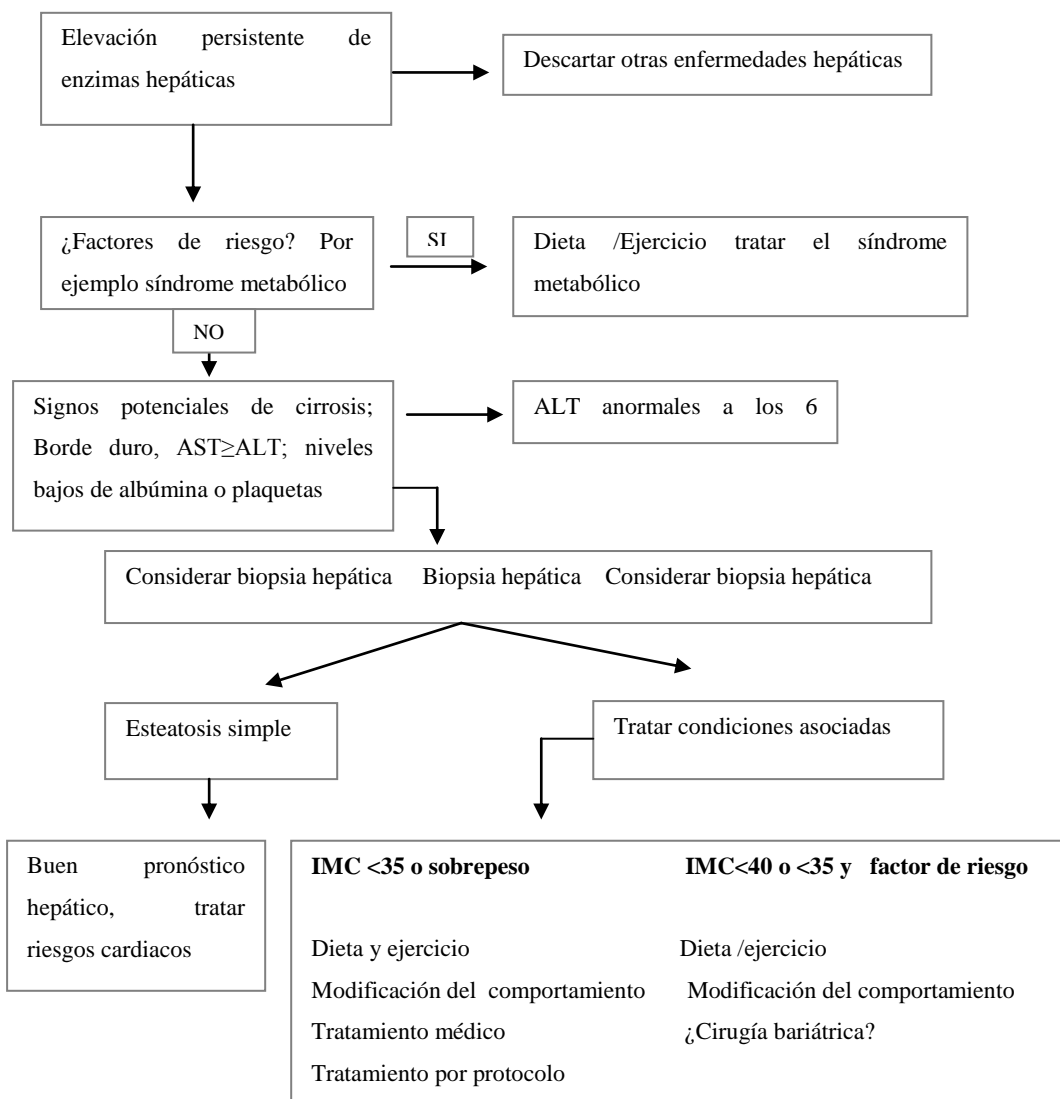 Elevación persistente de
enzimas hepáticas
Descartar otras enfermedades hepáticas
¿Factores de riesgo? Por
ejemplo síndrome metabólico
SI
Dieta /Ejercicio tratar el síndrome
metabólico
NO
Signos potenciales de cirrosis;
Borde duro, AST≥ALT; niveles
bajos de albúmina o plaquetas
ALT anormales a los 6
Considerar biopsia hepática Biopsia hepática Considerar biopsia hepática
Esteatosis simple
Tratar condiciones asociadas
Buen pronóstico
hepático, tratar
riesgos cardiacos
IMC <35 o sobrepeso
IMC<40 o <35 y factor de riesgo
Dieta y ejercicio
Dieta /ejercicio
Modificación del comportamiento
Modificación del comportamiento
Tratamiento médico
¿Cirugía bariátrica?
Tratamiento por protocolo